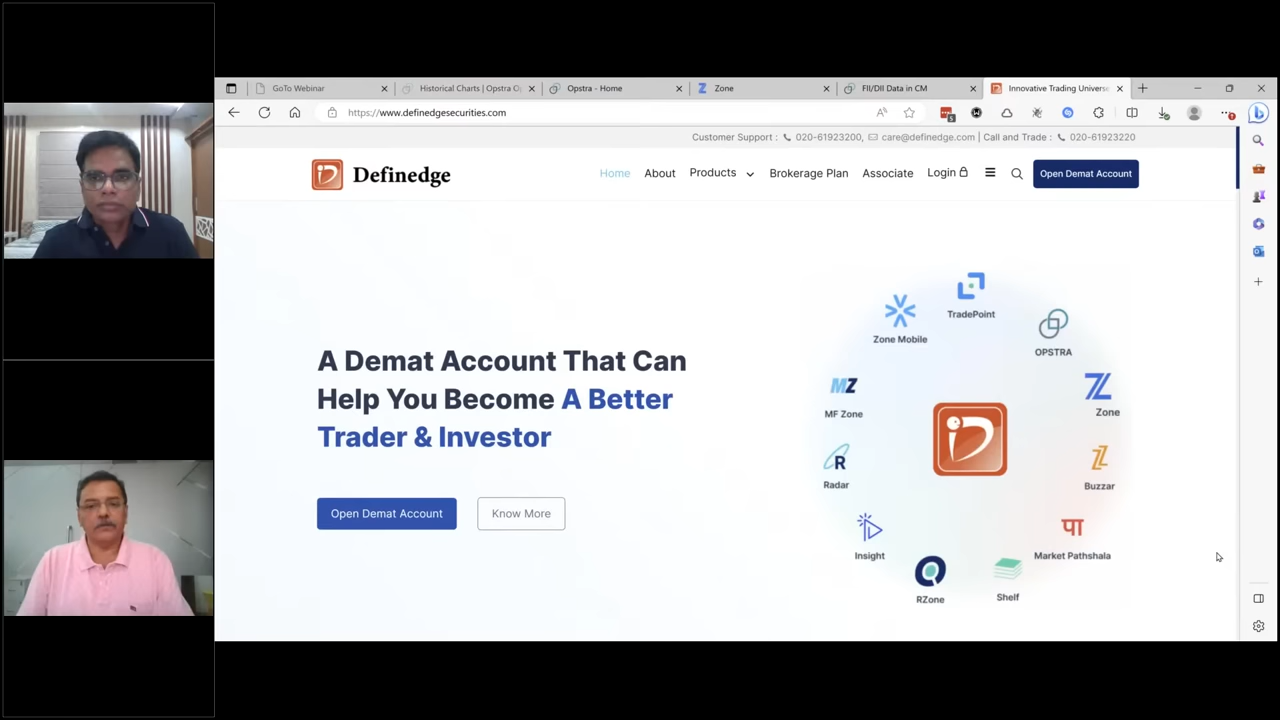 GoTo Webinar
Historical Charts | Opstra O
Opstra - Home
Zone
FII/DII Data in CM
Innovative Trading Universe
https://www.definedgesecurities.com
Customer Support : 020-61923200, care@definedge.com | Call and Trade : 020-61923220
Definedge
Home
About
Products
Brokerage Plan
Associate
Login
Open Demat Account
A Demat Account That Can
Help You Become A Better
Trader & Investor
Open Demat Account
Know More
TradePoint
Zone Mobile
OPSTRA
MZ
MF Zone
Zone
R
Radar
Buzzar
Insight
पा
Market Pathshala
RZone
Shelf